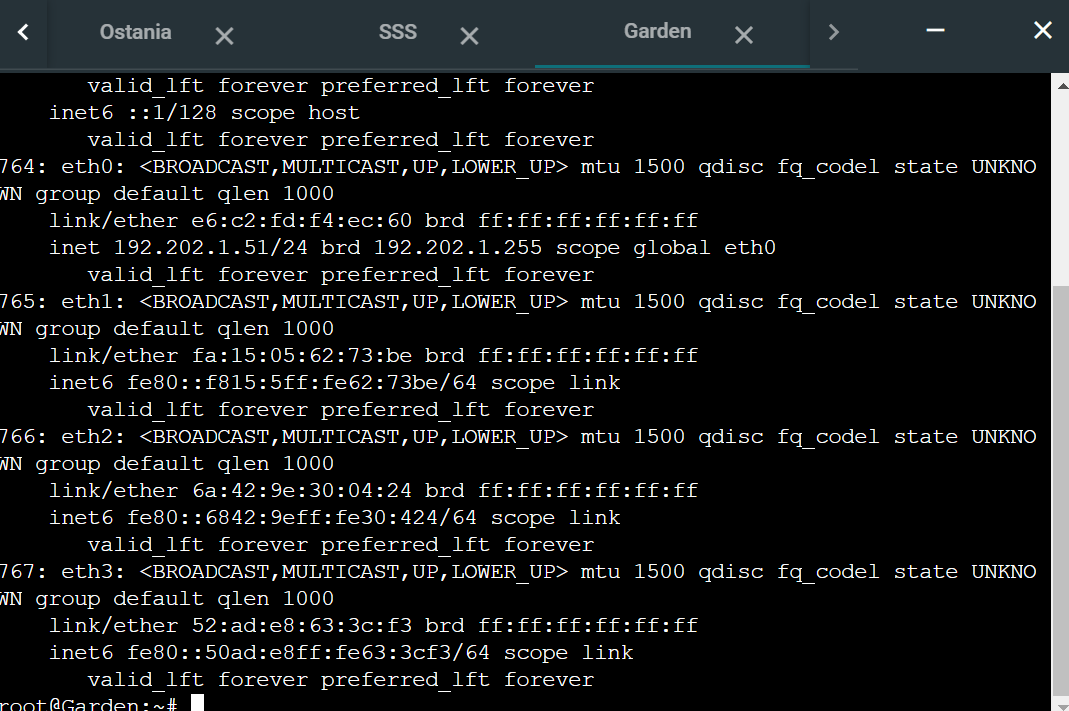 Ostania SSS Garden
valid_lft forever preferred_lft forever
inet6 ::1/128 scope host
valid_lft forever preferred_lft forever
764: eth0: <BROADCAST,MULTICAST,UP,LOWER_UP> mtu 1500 qdisc fq_codel state UNKNO
WN group default qlen 1000
link/ether e6:c2:fd:f4:ec:60 brd ff:ff:ff:ff:ff:ff
inet 192.202.1.51/24 brd 192.202.1.255 scope global eth0
valid_lft forever preferred_lft forever
765: eth1: <BROADCAST,MULTICAST,UP,LOWER_UP> mtu 1500 qdisc fq_codel state UNKNO
WN group default qlen 1000
link/ether fa:15:05:62:73:be brd ff:ff:ff:ff:ff:ff
inet6 fe80::f815:5ff:fe62:73be/64 scope link
valid_lft forever preferred_lft forever
766: eth2: <BROADCAST,MULTICAST,UP,LOWER_UP> mtu 1500 qdisc fq_codel state UNKNO
WN group default qlen 1000
link/ether 6a:42:9e:30:04:24 brd ff:ff:ff:ff:ff:ff
inet6 fe80::6842:9eff:fe30:424/64 scope link
valid_lft forever preferred_lft forever
767: eth3: <BROADCAST,MULTICAST,UP,LOWER_UP> mtu 1500 qdisc fq_codel state UNKNO
WN group default qlen 1000
link/ether 52:ad:e8:63:3c:f3 brd ff:ff:ff:ff:ff:ff
inet6 fe80::50ad:e8ff:fe63:3cf3/64 scope link
valid_lft forever preferred_lft forever
root@Garden:~#